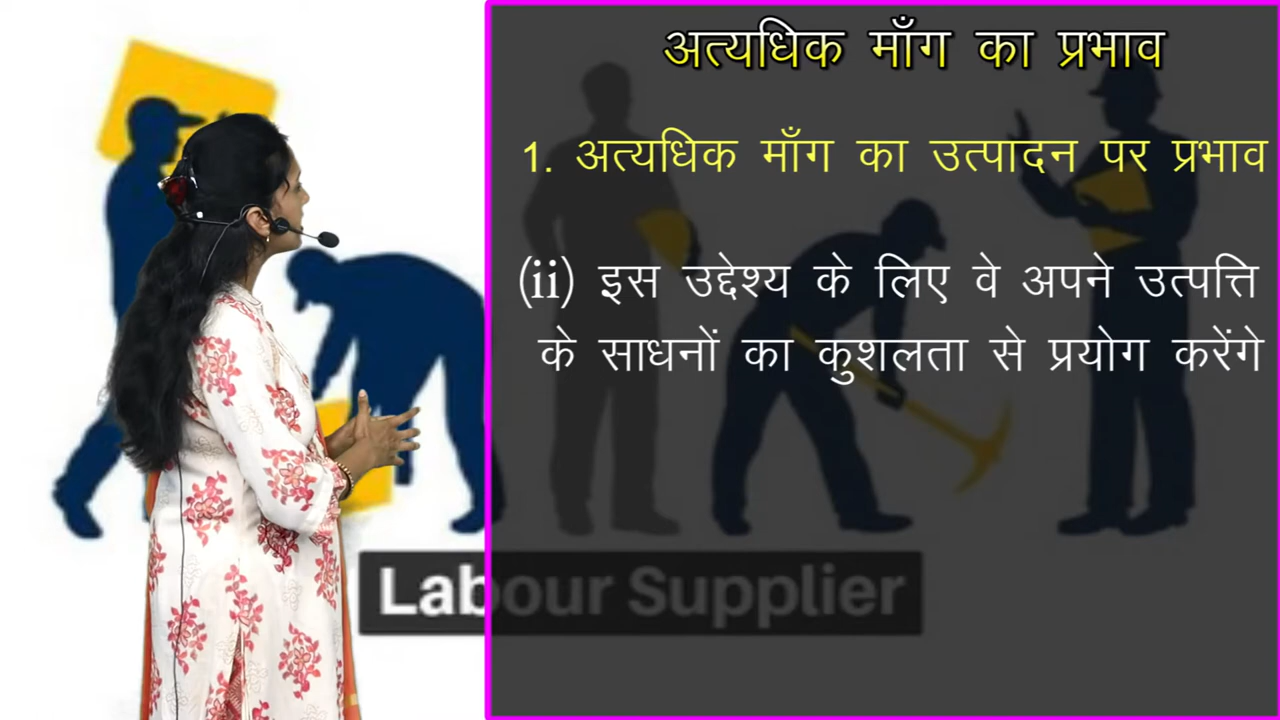 अत्यधिक माँग का प्रभाव
1. अत्यधिक माँग का उत्पादन पर प्रभाव
(ii) इस उद्देश्य के लिए वे अपने उत्पत्ति
के साधनों का कुशलता से प्रयोग करेंगे
Labour Supplier